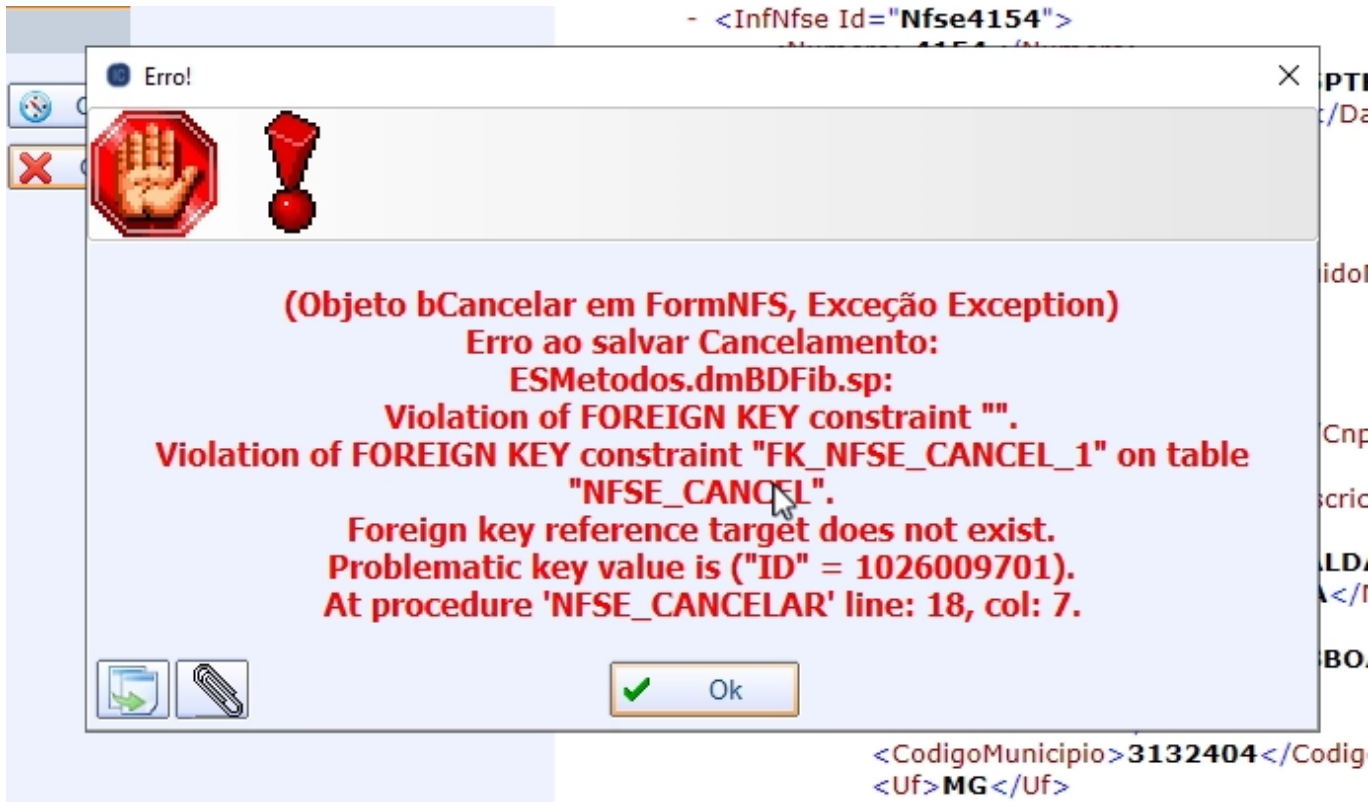 - <InfNfse Id="Nfse4154">
Erro!
(Objeto bCancelar em FormNFS, Exceção Exception)
Erro ao salvar Cancelamento:
ESMetodos.dmBDFib.sp:
Violation of FOREIGN KEY constraint "".
Violation of FOREIGN KEY constraint "FK_NFSE_CANCEL_1" on table
"NFSE_CANCEL".
Foreign key reference target does not exist.
Problematic key value is ("ID" = 1026009701).
At procedure 'NFSE_CANCELAR' line: 18, col: 7.
Ok
<CodigoMunicipio>3132404</Codig
<Uf>MG</Uf>